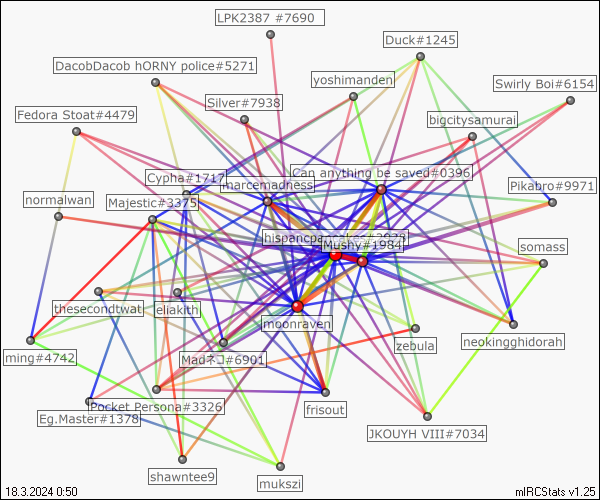 LPK2387 #7690
Duck#1245
DacobDacob hORNY police#5271
yoshimanden
Swirly Boi#6154
Silver#7938
Fedora Stoat#4479
bigcitysamurai
Can anything be saved#0396
Cypha#1717
marcemadness
Pikabro#9971
normalwan
Majestic#3375
Mushy#1984
somass
thesecondtwat
eliakith
moonraven
zebula
neokingghidorah
ming#4742
Madネコ#6901
Pocket Persona#3326
frisout
Eg.Master#1378
JKOUYH VIII#7034
shawntee9
mukszi
18.3.2024 0:50
mIRCStats v1.25